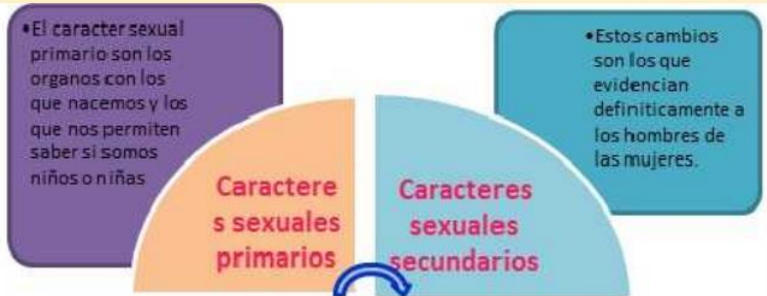 •El caracter sexual
primario son los
organos con los
que nacemos y los
que nos permiten
saber si somos
niños o niñas
Caractere
s sexuales
primarios
•Estos cambios
son los que
evidencian
definiticamente a
los hombres de
las mujeres.
Caracteres
sexuales
secundarios